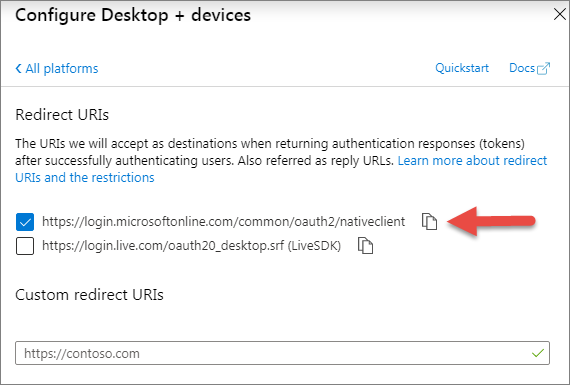 Configure Desktop + devices
All platforms
Quickstart
Docs
Redirect URIs
The URIs we will accept as destinations when returning authentication responses (tokens)
after successfully authenticating users. Also referred as reply URLs. Learn more about redirect
URIs and the restrictions
https://login.microsoftonline.com/common/oauth2/nativeclient
https://login.live.com/oauth20_desktop.srf (LiveSDK)
Custom redirect URIs
https://contoso.com